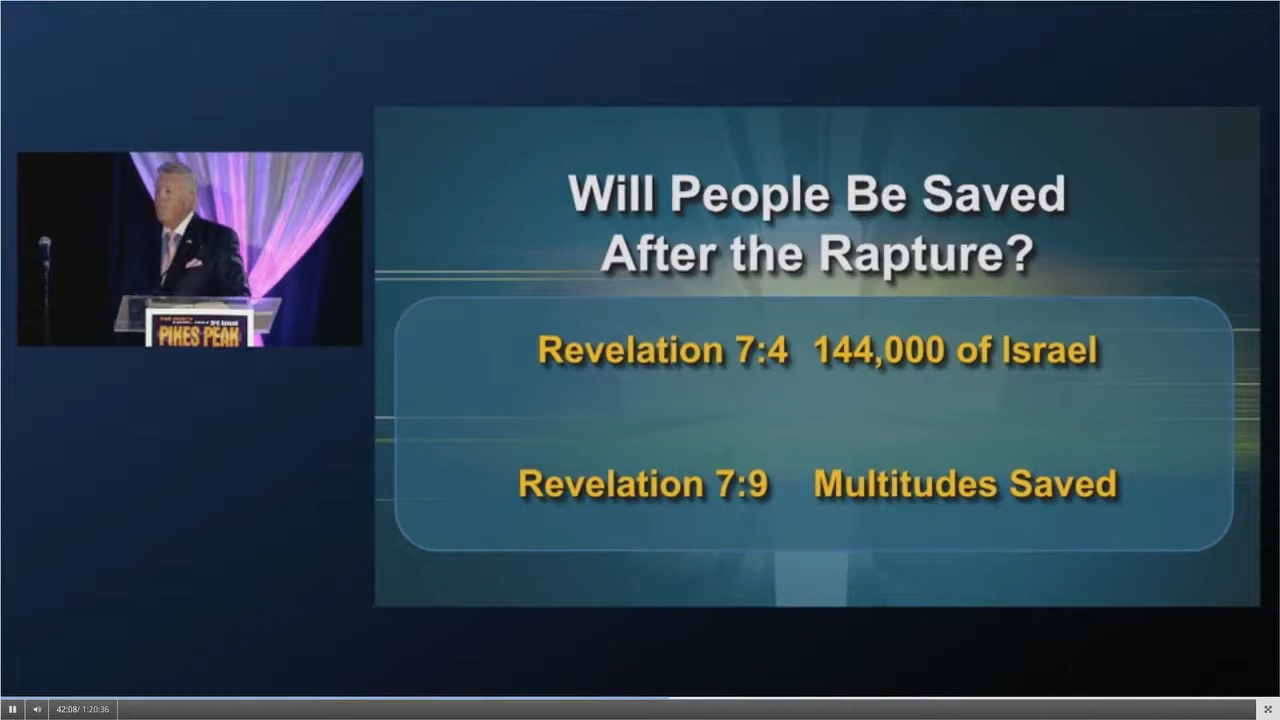 Will People Be Saved
After the Rapture?
Revelation 7:4 144,000 of Israel
Revelation 7:9 Multitudes Saved
PIKES PEAK
42:08/ 1:20:36